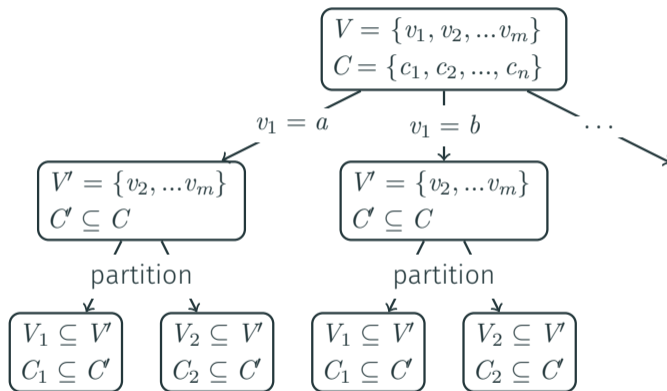 V = {v₁, v₂, ...vₘ}
C = {c₁, c₂, ..., cₙ}
v₁ = a
v₁ = b
...
V′ = {v₂, ...vₘ}
C′ ⊆ C
V′ = {v₂, ...vₘ}
C′ ⊆ C
partition
partition
V₁ ⊆ V′
C₁ ⊆ C′
V₂ ⊆ V′
C₂ ⊆ C′
V₁ ⊆ V′
C₁ ⊆ C′
V₂ ⊆ V′
C₂ ⊆ C′